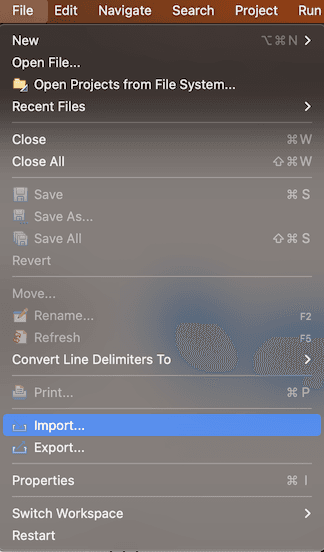 File Edit Navigate Search Project Run
New ⌥⌘N >
Open File...
Open Projects from File System...
Recent Files >
Close ⌘W
Close All ⇧⌘W
Save ⌘S
Save As...
Save All ⇧⌘S
Revert
Move...
Rename... F2
Refresh F5
Convert Line Delimiters To >
Print... ⌘P
Import...
Export...
Properties ⌘I
Switch Workspace >
Restart